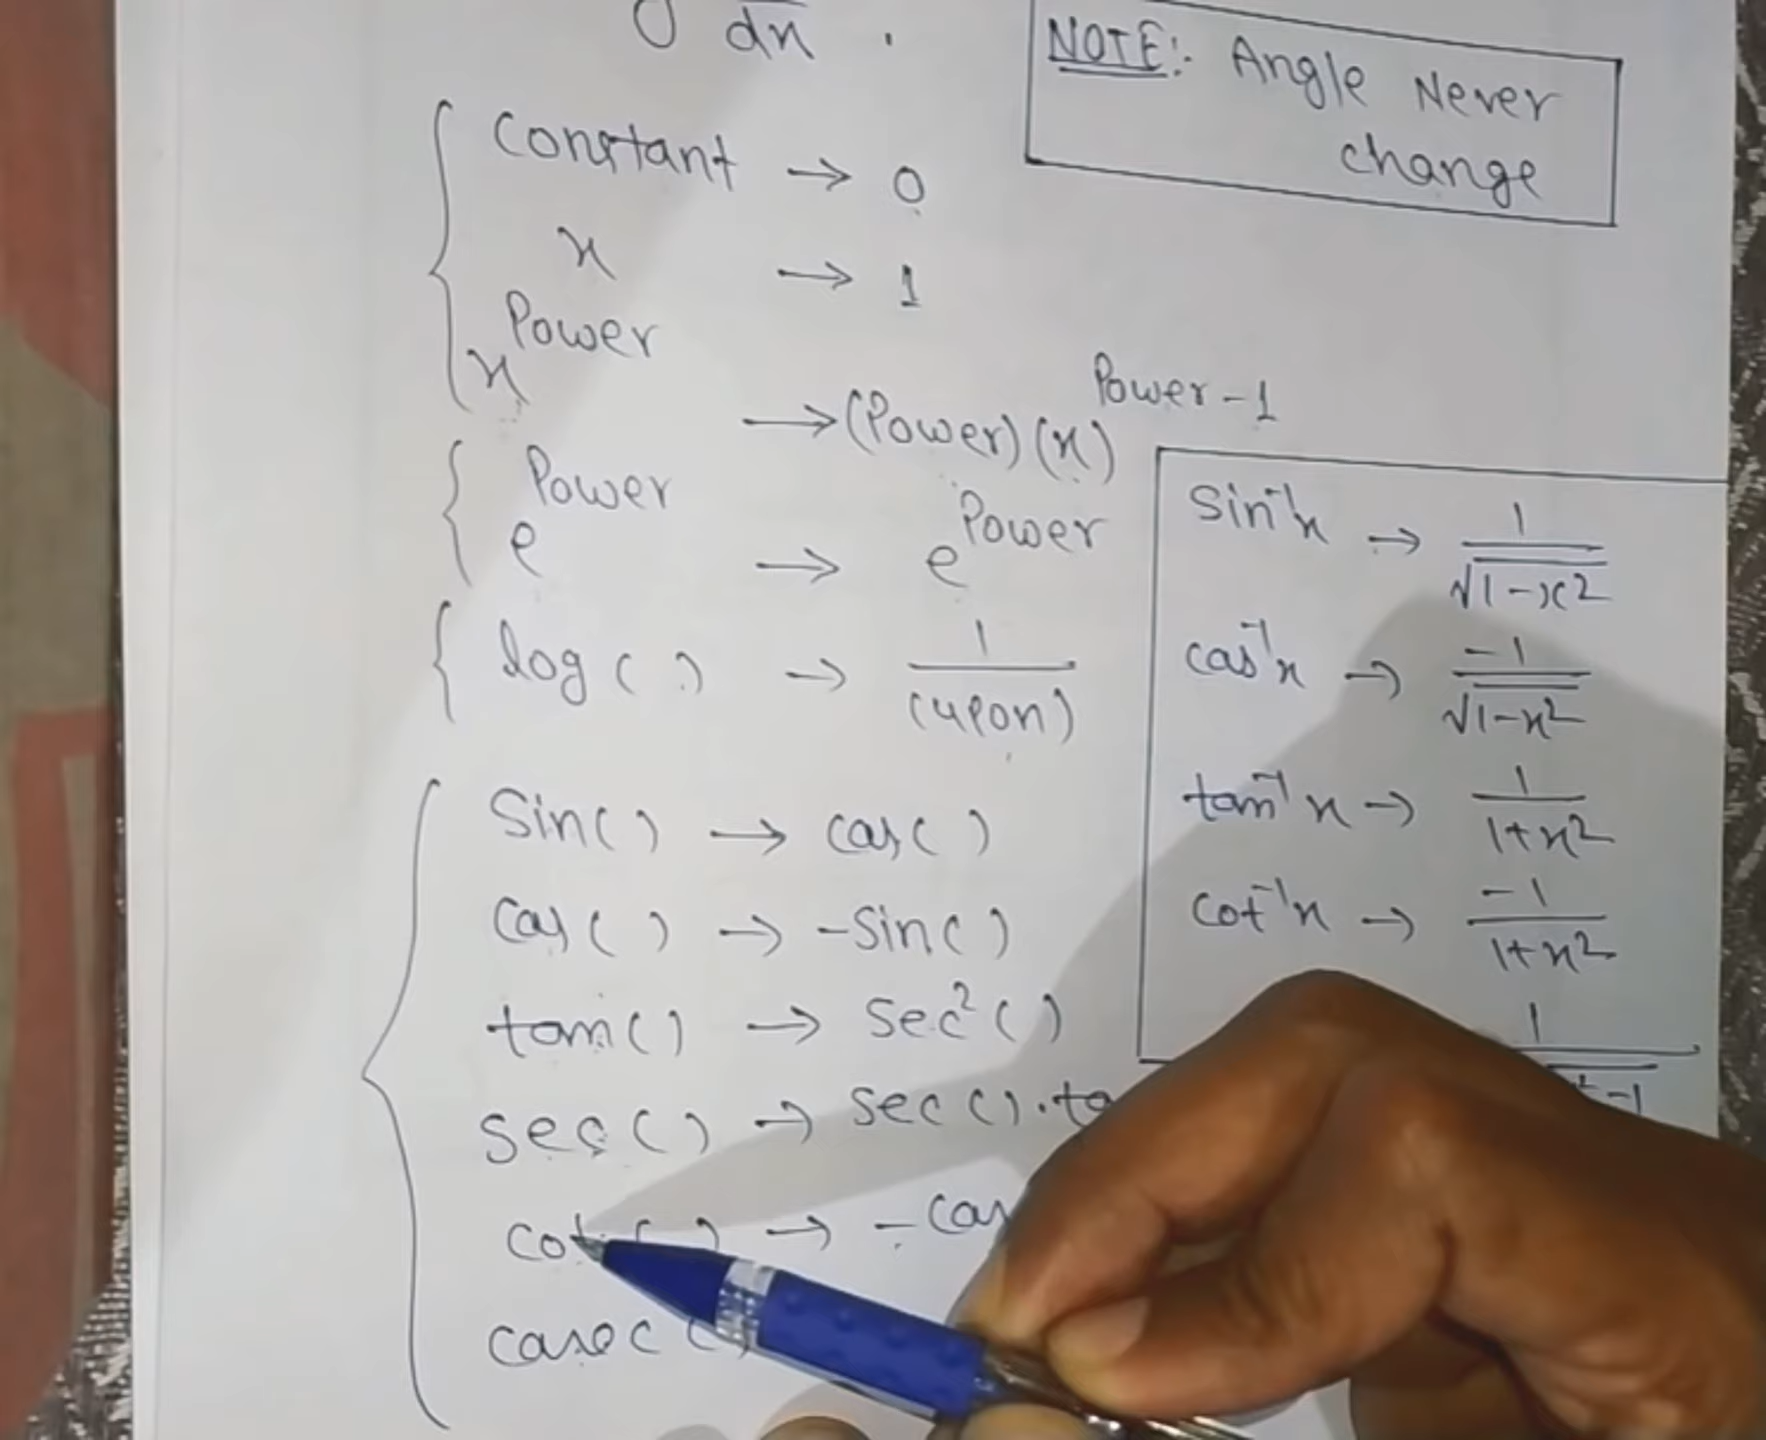 dx .
NOTE:- Angle Never
change
Constant → 0
x → 1
x^Power → (Power)(x)^Power-1
e^Power → e^Power
log( ) → 1/(upon)
Sin( ) → cos( )
Cos( ) → -Sin( )
tan( ) → Sec²( )
sec( ) → sec( ).
cot( ) →
cosec(
Sin⁻¹x → 1/√1-x²
cos⁻¹x → -1/√1-x²
tan⁻¹x → 1/1+x²
cot⁻¹x → -1/1+x²
1
-1